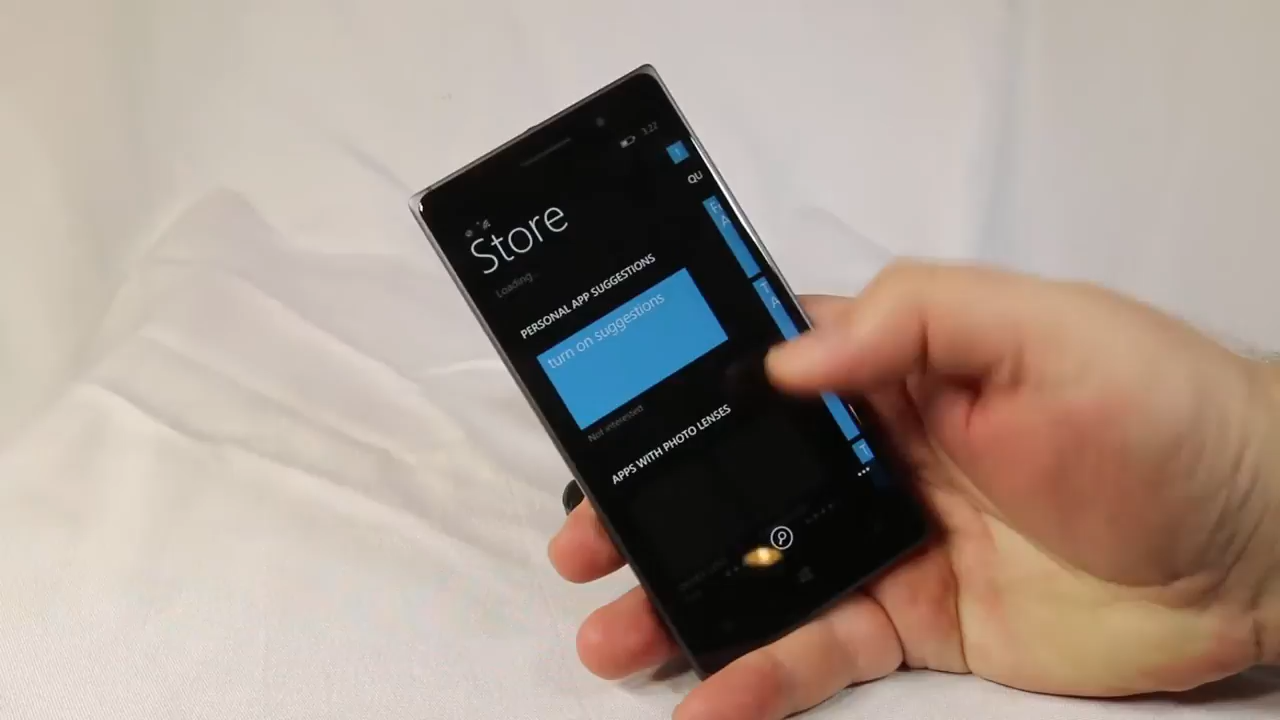 3:22
Store
Loading...
PERSONAL APP SUGGESTIONS
turn on suggestions
Not interested
APPS WITH PHOTO LENSES
QU